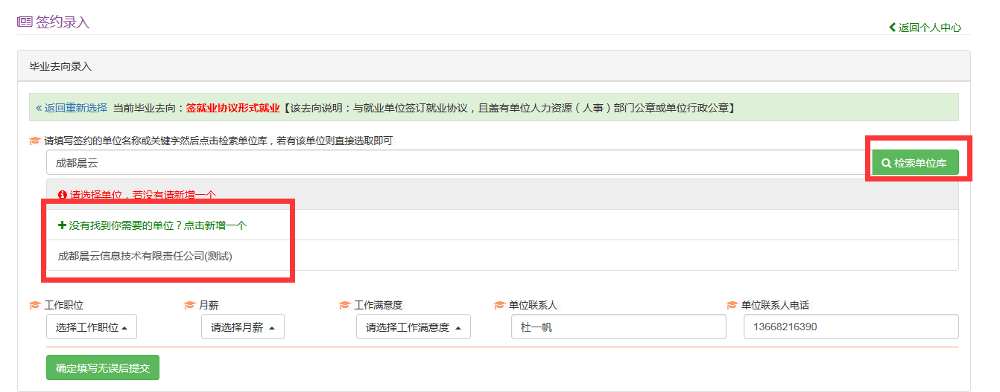 签约录入
返回个人中心
毕业去向录入
«返回重新选择 当前毕业去向：签就业协议形式就业【该去向说明：与就业单位签订就业协议，且盖有单位人力资源（人事）部门公章或单位行政公章】
请填写签约的单位名称或关键字然后点击检索单位库，若有该单位则直接选取即可
成都晨云 检索单位库
请选择单位，若没有请新增一个
没有找到你需要的单位？点击新增一个
成都晨云信息技术有限责任公司(测试)
工作职位 月薪 工作满意度 单位联系人 单位联系人电话
选择工作职位 请选择月薪 请选择工作满意度 杜一帆 13668216390
确定填写无误后提交